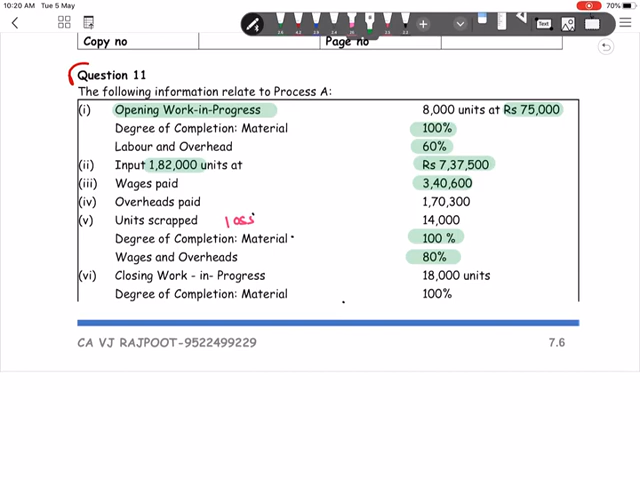 10:20 AM Tue 5 May
70%
Text
Copy no Page no
Question 11
The following information relate to Process A:
(i) Opening Work-in-Progress 8,000 units at Rs 75,000
Degree of Completion: Material 100%
Labour and Overhead 60%
(ii) Input 1,82,000 units at Rs 7,37,500
(iii) Wages paid 3,40,600
(iv) Overheads paid 1,70,300
(v) Units scrapped loss 14,000
Degree of Completion: Material 100 %
Wages and Overheads 80%
(vi) Closing Work - in- Progress 18,000 units
Degree of Completion: Material 100%
CA VJ RAJPOOT-9522499229 7.6